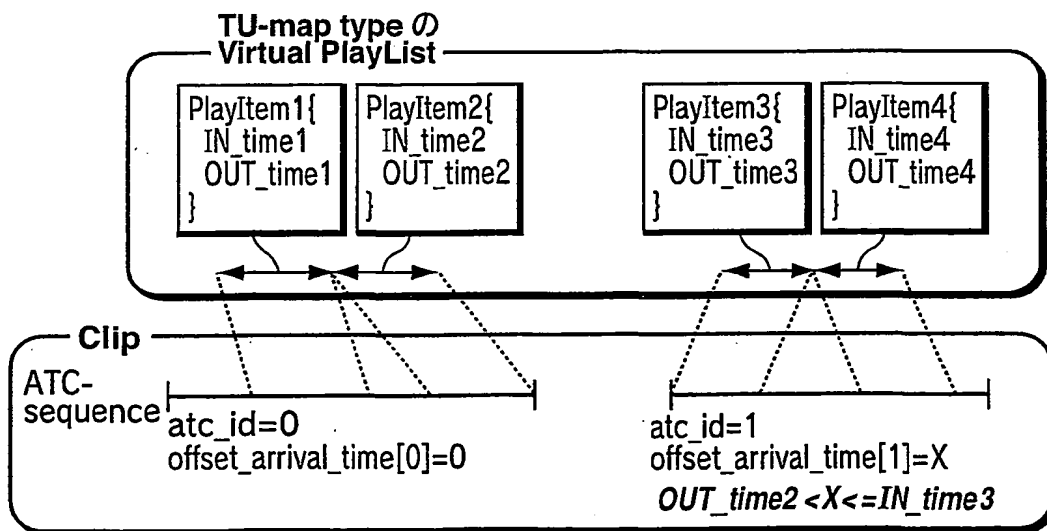 TU-map type の
Virtual PlayList
PlayItem1{
IN_time1
OUT_time1
}
PlayItem2{
IN_time2
OUT_time2
}
PlayItem3{
IN_time3
OUT_time3
}
PlayItem4{
IN_time4
OUT_time4
}
Clip
ATC-
sequence
atc_id=0
offset_arrival_time[0]=0
atc_id=1
offset_arrival_time[1]=X
OUT_time2<X<=IN_time3